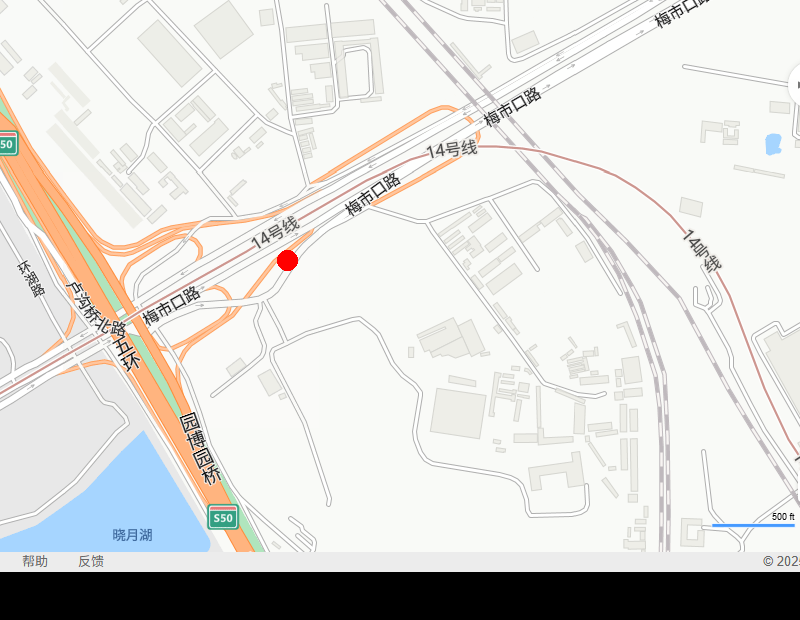 梅市口路
50
梅市口路
14号线
梅市口路
14号线
14号线
环湖路
卢沟桥北路
梅市口路
五环
园博园桥
S50
500 ft
晓月湖
帮助
反馈